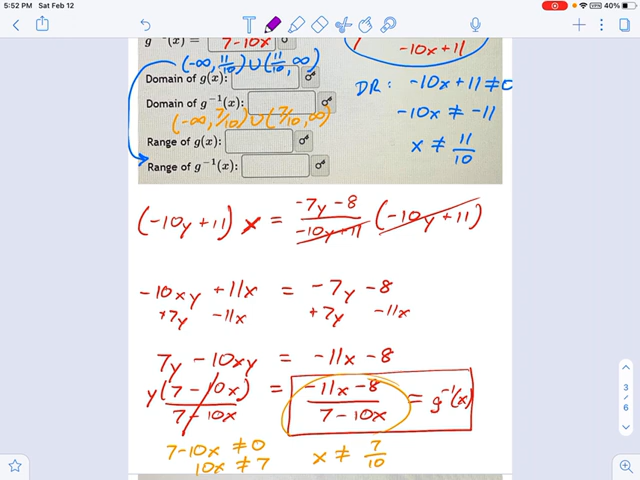 5:52 PM Sat Feb 12
40%
g⁻¹(x) = 7-10x
-10x+11
(-∞, 11/10) ∪ (11/10, ∞)
Domain of g(x):
DR: -10x+11≠0
Domain of g⁻¹(x):
-10x ≠ -11
(-∞, 7/10) ∪ (7/10, ∞)
Range of g(x):
x ≠ 11/10
Range of g⁻¹(x):
(-10y+11) x = -7y-8/-10y+11 (-10y+11)
-10xy +11x = -7y -8
+7y -11x +7y -11x
7y -10xy = -11x -8
y(7-10x)/7-10x = -11x-8/7-10x = g⁻¹(x)
7-10x ≠ 0
10x ≠ 7 x ≠ 7/10
3/6